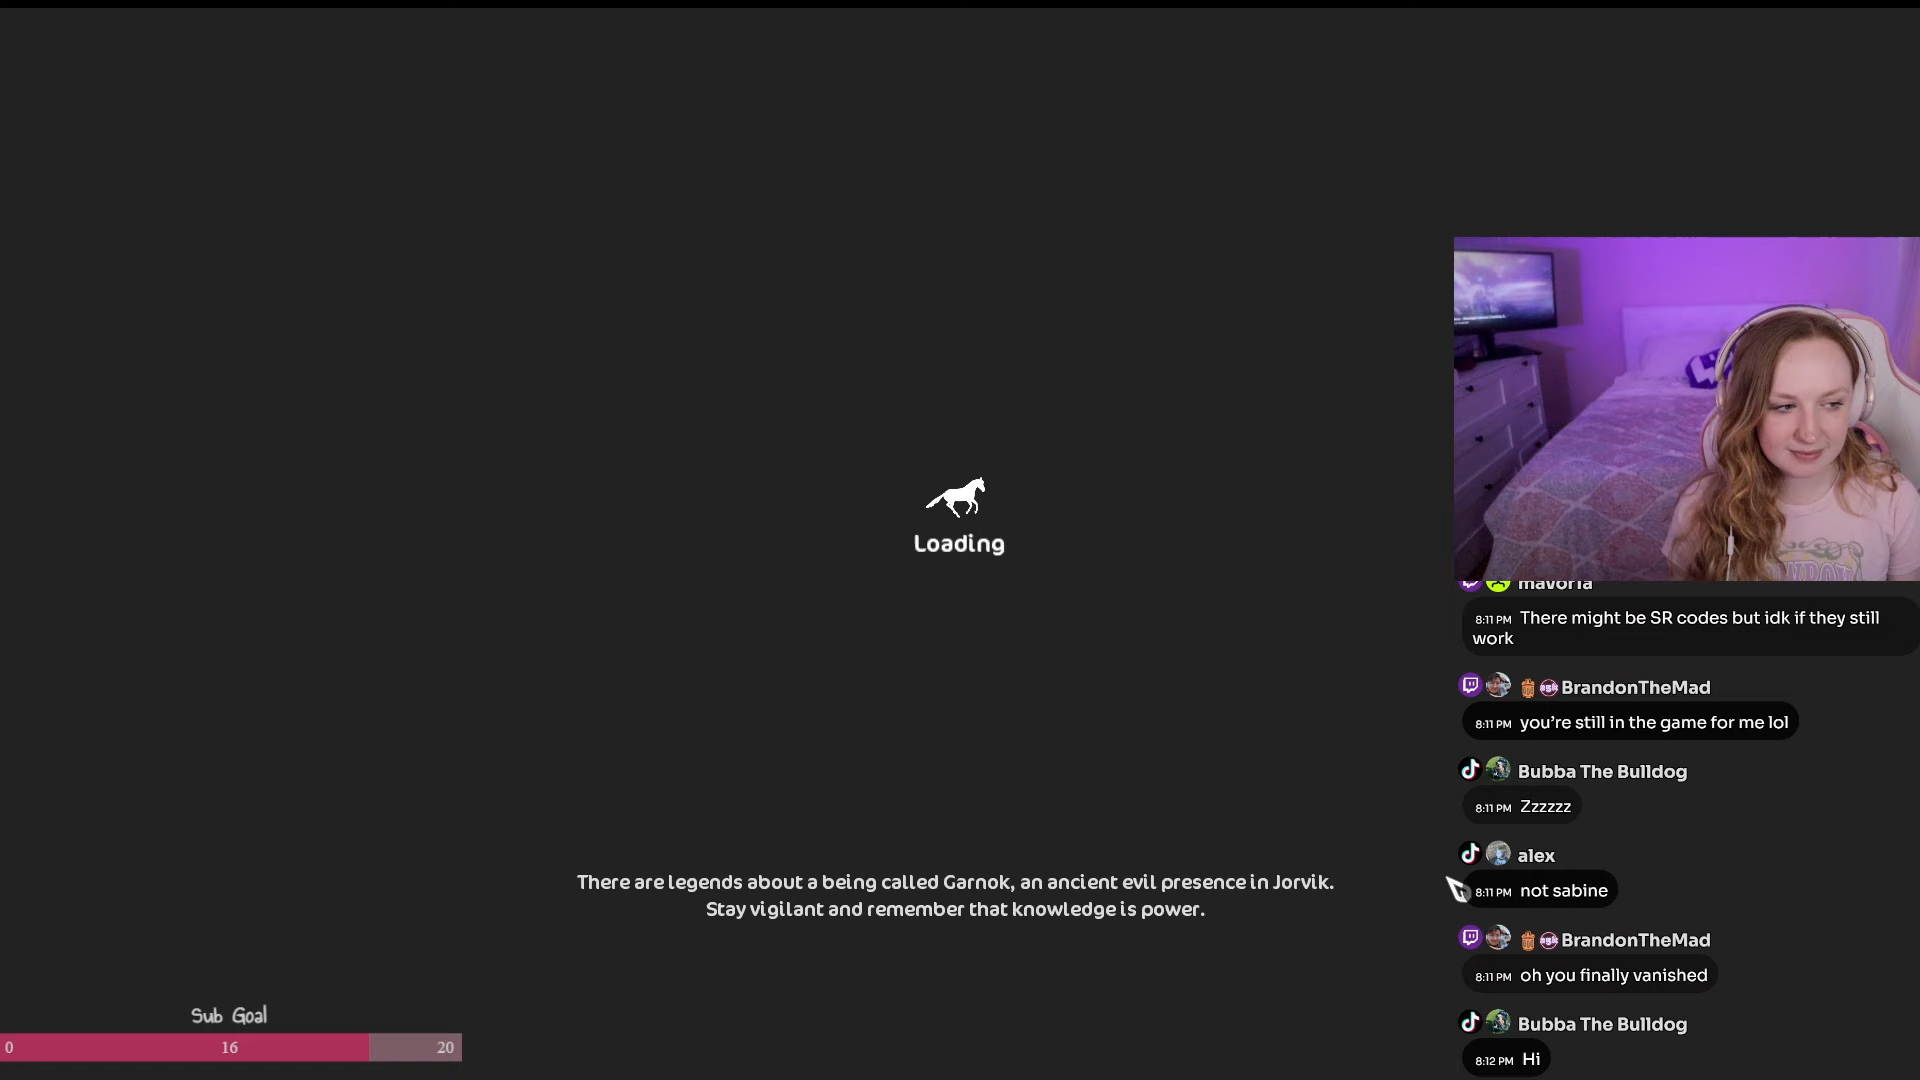 Loading
There are legends about a being called Garnok, an ancient evil presence in Jorvik.
Stay vigilant and remember that knowledge is power.
Sub Goal
0 16 20
mavor1a
8:11 PM There might be SR codes but idk if they still
work
BrandonTheMad
8:11 PM you're still in the game for me lol
Bubba The Bulldog
8:11 PM Zzzzzz
alex
8:11 PM not sabine
BrandonTheMad
8:11 PM oh you finally vanished
Bubba The Bulldog
8:12 PM Hi